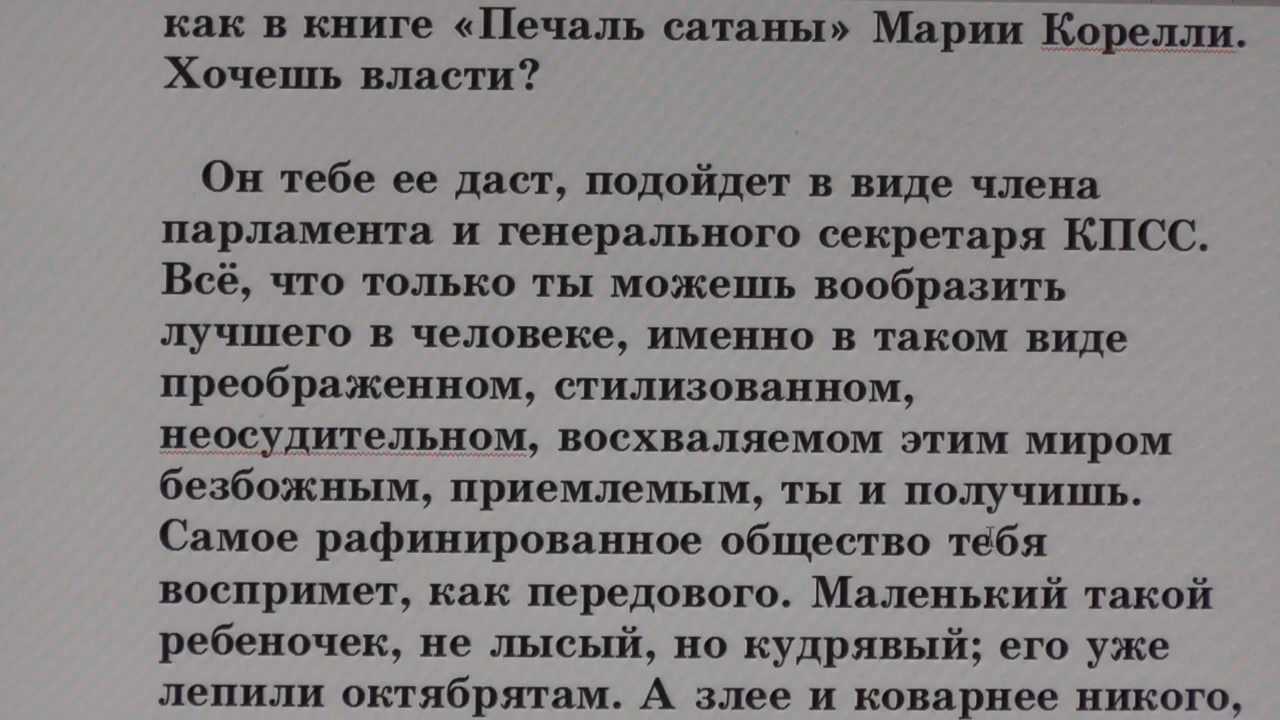 как в книге «Печаль сатаны» Марии Корелли.
Хочешь власти?
Он тебе ее даст, подойдет в виде члена
парламента и генерального секретаря КПСС.
Всё, что только ты можешь вообразить
лучшего в человеке, именно в таком виде
преображенном, стилизованном,
неосудительном, восхваляемом этим миром
безбожным, приемлемым, ты и получишь.
Самое рафинированное общество тебя
воспримет, как передового. Маленький такой
ребеночек, не лысый, но кудрявый; его уже
лепили октябрятам. А злее и коварнее никого,